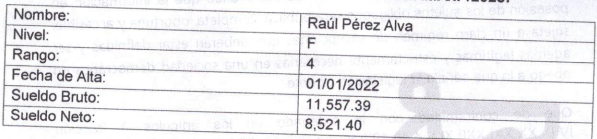 Nombre: Raúl Pérez Alva
Nivel: F
Rango: 4
Fecha de Alta: 01/01/2022
Sueldo Bruto: 11,557.39
Sueldo Neto: 8,521.40